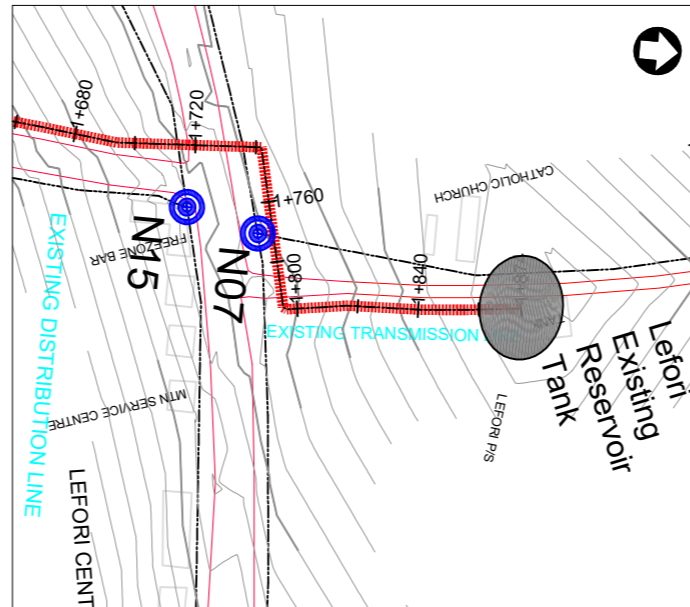 1+680
1+720
1+760
1+800
1+840
CATHOLIC CHURCH
N15
FREEZONE BAR
N07
EXISTING TRANSMISSION
EXISTING DISTRIBUTION LINE
MTN SERVICE CENTRE
LEFORI P/S
LEFORI CENT
Lefori
Existing
Reservoir
Tank